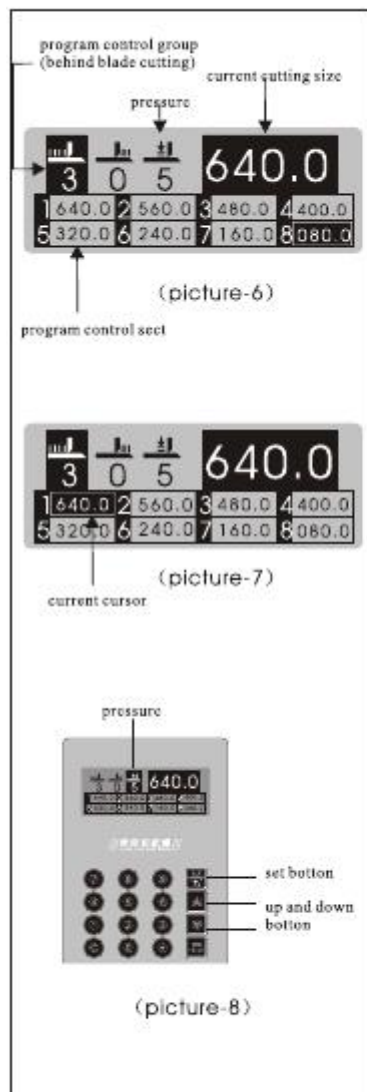 program control group
(behind blade cutting)
current cutting size
pressure
3 0 5 640.0
1 640.0 2 560.0 3 480.0 4 400.0
5 320.0 6 240.0 7 160.0 8 080.0
(picture-6)
program control sect
3 0 5 640.0
1 640.0 2 560.0 3 480.0 4 400.0
5 320.0 6 240.0 7 160.0 8 080.0
(picture-7)
current cursor
pressure
5 640.0
set botton
up and down
botton
(picture-8)